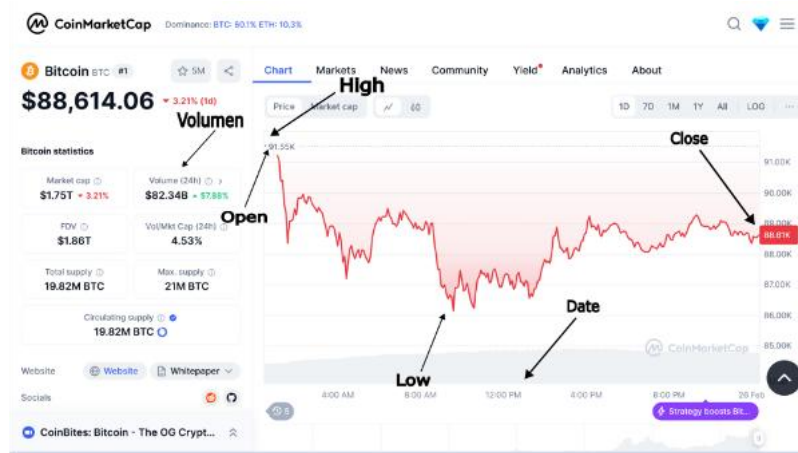 CoinMarketCap Dominance: BTC: 60.1% ETH: 10.3%
Bitcoin BTC #1 5M
$88,614.06 3.21% (1d)
Volumen
Bitcoin statistics
Market cap
$1.75T 3.21%
Volume (24h)
$82.34B 57.98%
FDV
$1.86T
Vol/Mkt Cap (24h)
4.53%
Total supply
19.82M BTC
Max. supply
21M BTC
Circulating supply
19.82M BTC
Website Website Whitepaper
Socials
CoinBites: Bitcoin - The OG Crypt...
Chart Markets News Community Yield Analytics About
High
Price Market cap
1D 7D 1M 1Y All LOG ...
Close
91.55K
Open
91.00K
90.00K
88.61K
88.00K
87.00K
86.00K
85.00K
Date
CoinMarketCap
Low
4:00 AM 8:00 AM 12:00 PM 4:00 PM 8:00 PM 26 Feb
Strategy boosts Bit...